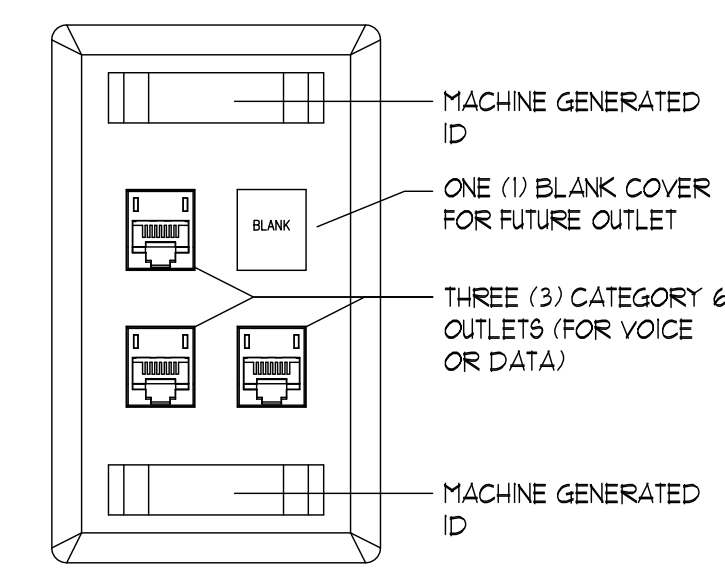 MACHINE GENERATED
ID
ONE (1) BLANK COVER
FOR FUTURE OUTLET
BLANK
THREE (3) CATEGORY 6
OUTLETS (FOR VOICE
OR DATA)
MACHINE GENERATED
ID